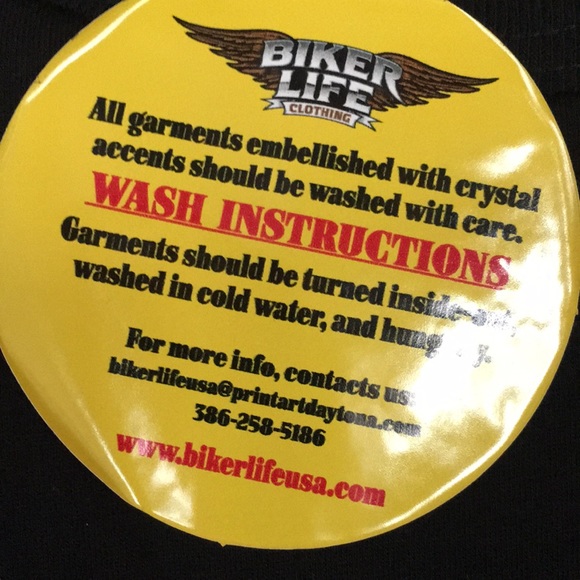 BIKER
LIFE
CLOTHING
All garments embellished with crystal
accents should be washed with care.
WASH INSTRUCTIONS
Garments should be turned inside-out,
washed in cold water, and hung
For more info, contacts us:
bikerlifeusa@printartdaytona.com
386-258-5186
www.bikerlifeusa.com